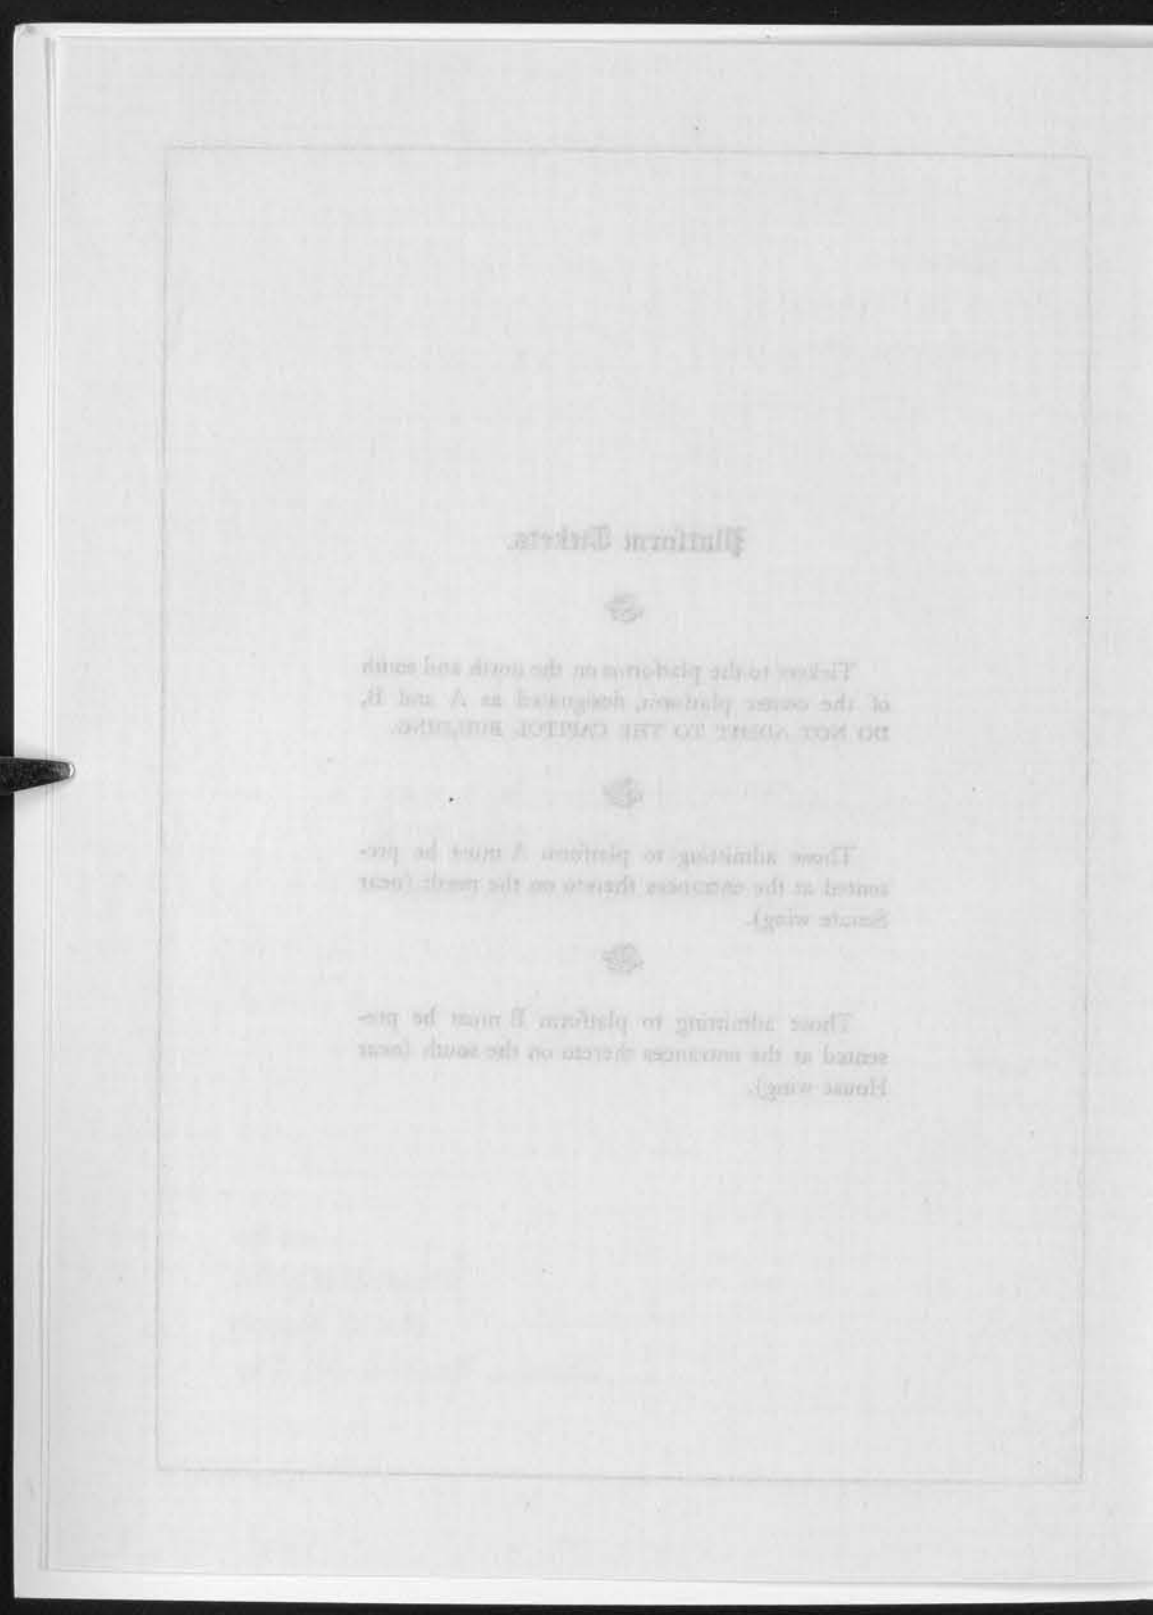 Platform Tickets.
Tickets to the platforms on the north and south
of the center platform, designated as A and B,
DO NOT ADMIT TO THE CAPITOL BUILDING.
Those admitting to platform A must be pre-
sented at the entrances thereto on the north (near
Senate wing).
Those admitting to platform B must be pre-
sented at the entrances thereto on the south (near
House wing).